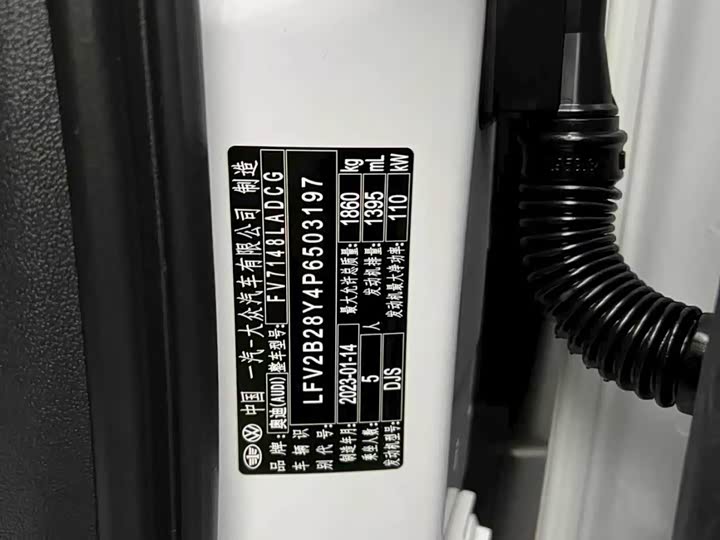 中国 一汽-大众汽车有限公司 制造
品牌: 奥迪(AUDI) 整车型号: FV7148LADCG
车辆识别代号: LFV2B28Y4P6503197
制造年月: 2023-01-14 最大允许总质量: 1860 kg
乘坐人数: 5 人 发动机排量: 1395 mL
发动机型号: DJS 发动机最大净功率: 110 kW